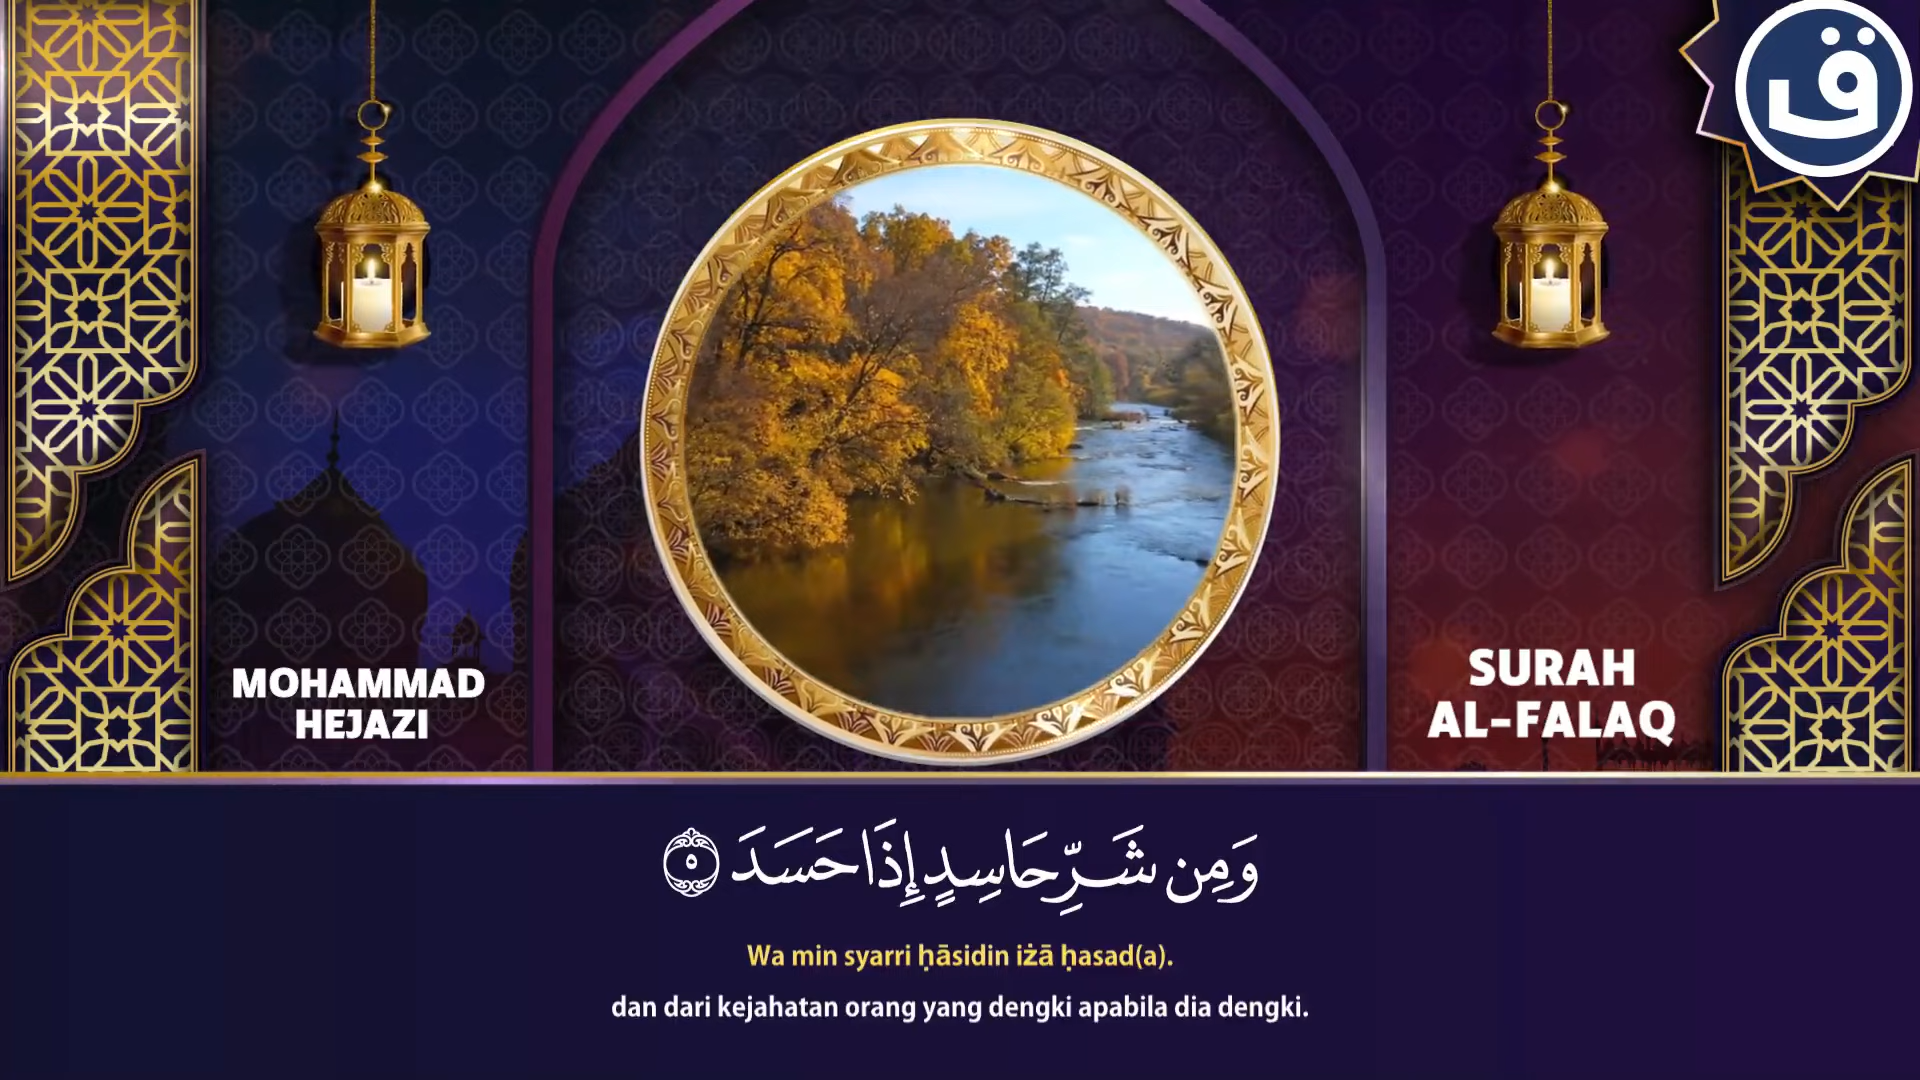 ق
MOHAMMAD
HEJAZI
SURAH
AL-FALAQ
وَمِن شَرِّ حَاسِدٍ إِذَا حَسَدَ ٥
Wa min syarri ḥāsidin iżā ḥasad(a).
dan dari kejahatan orang yang dengki apabila dia dengki.